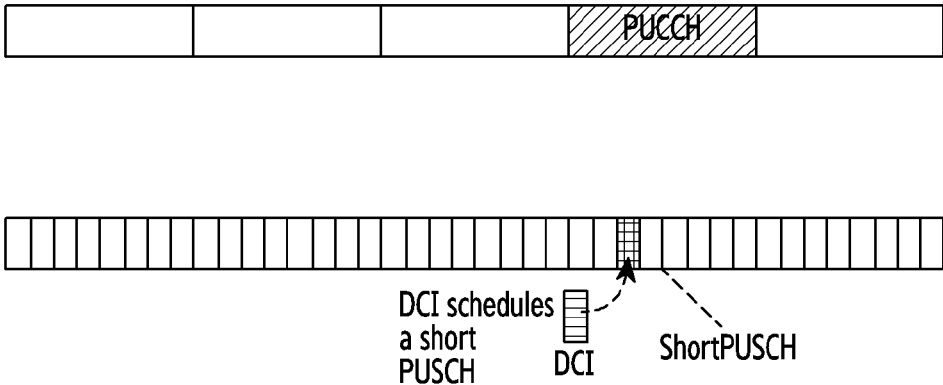 PUCCH
DCI schedules
a short
PUSCH
DCI
ShortPUSCH